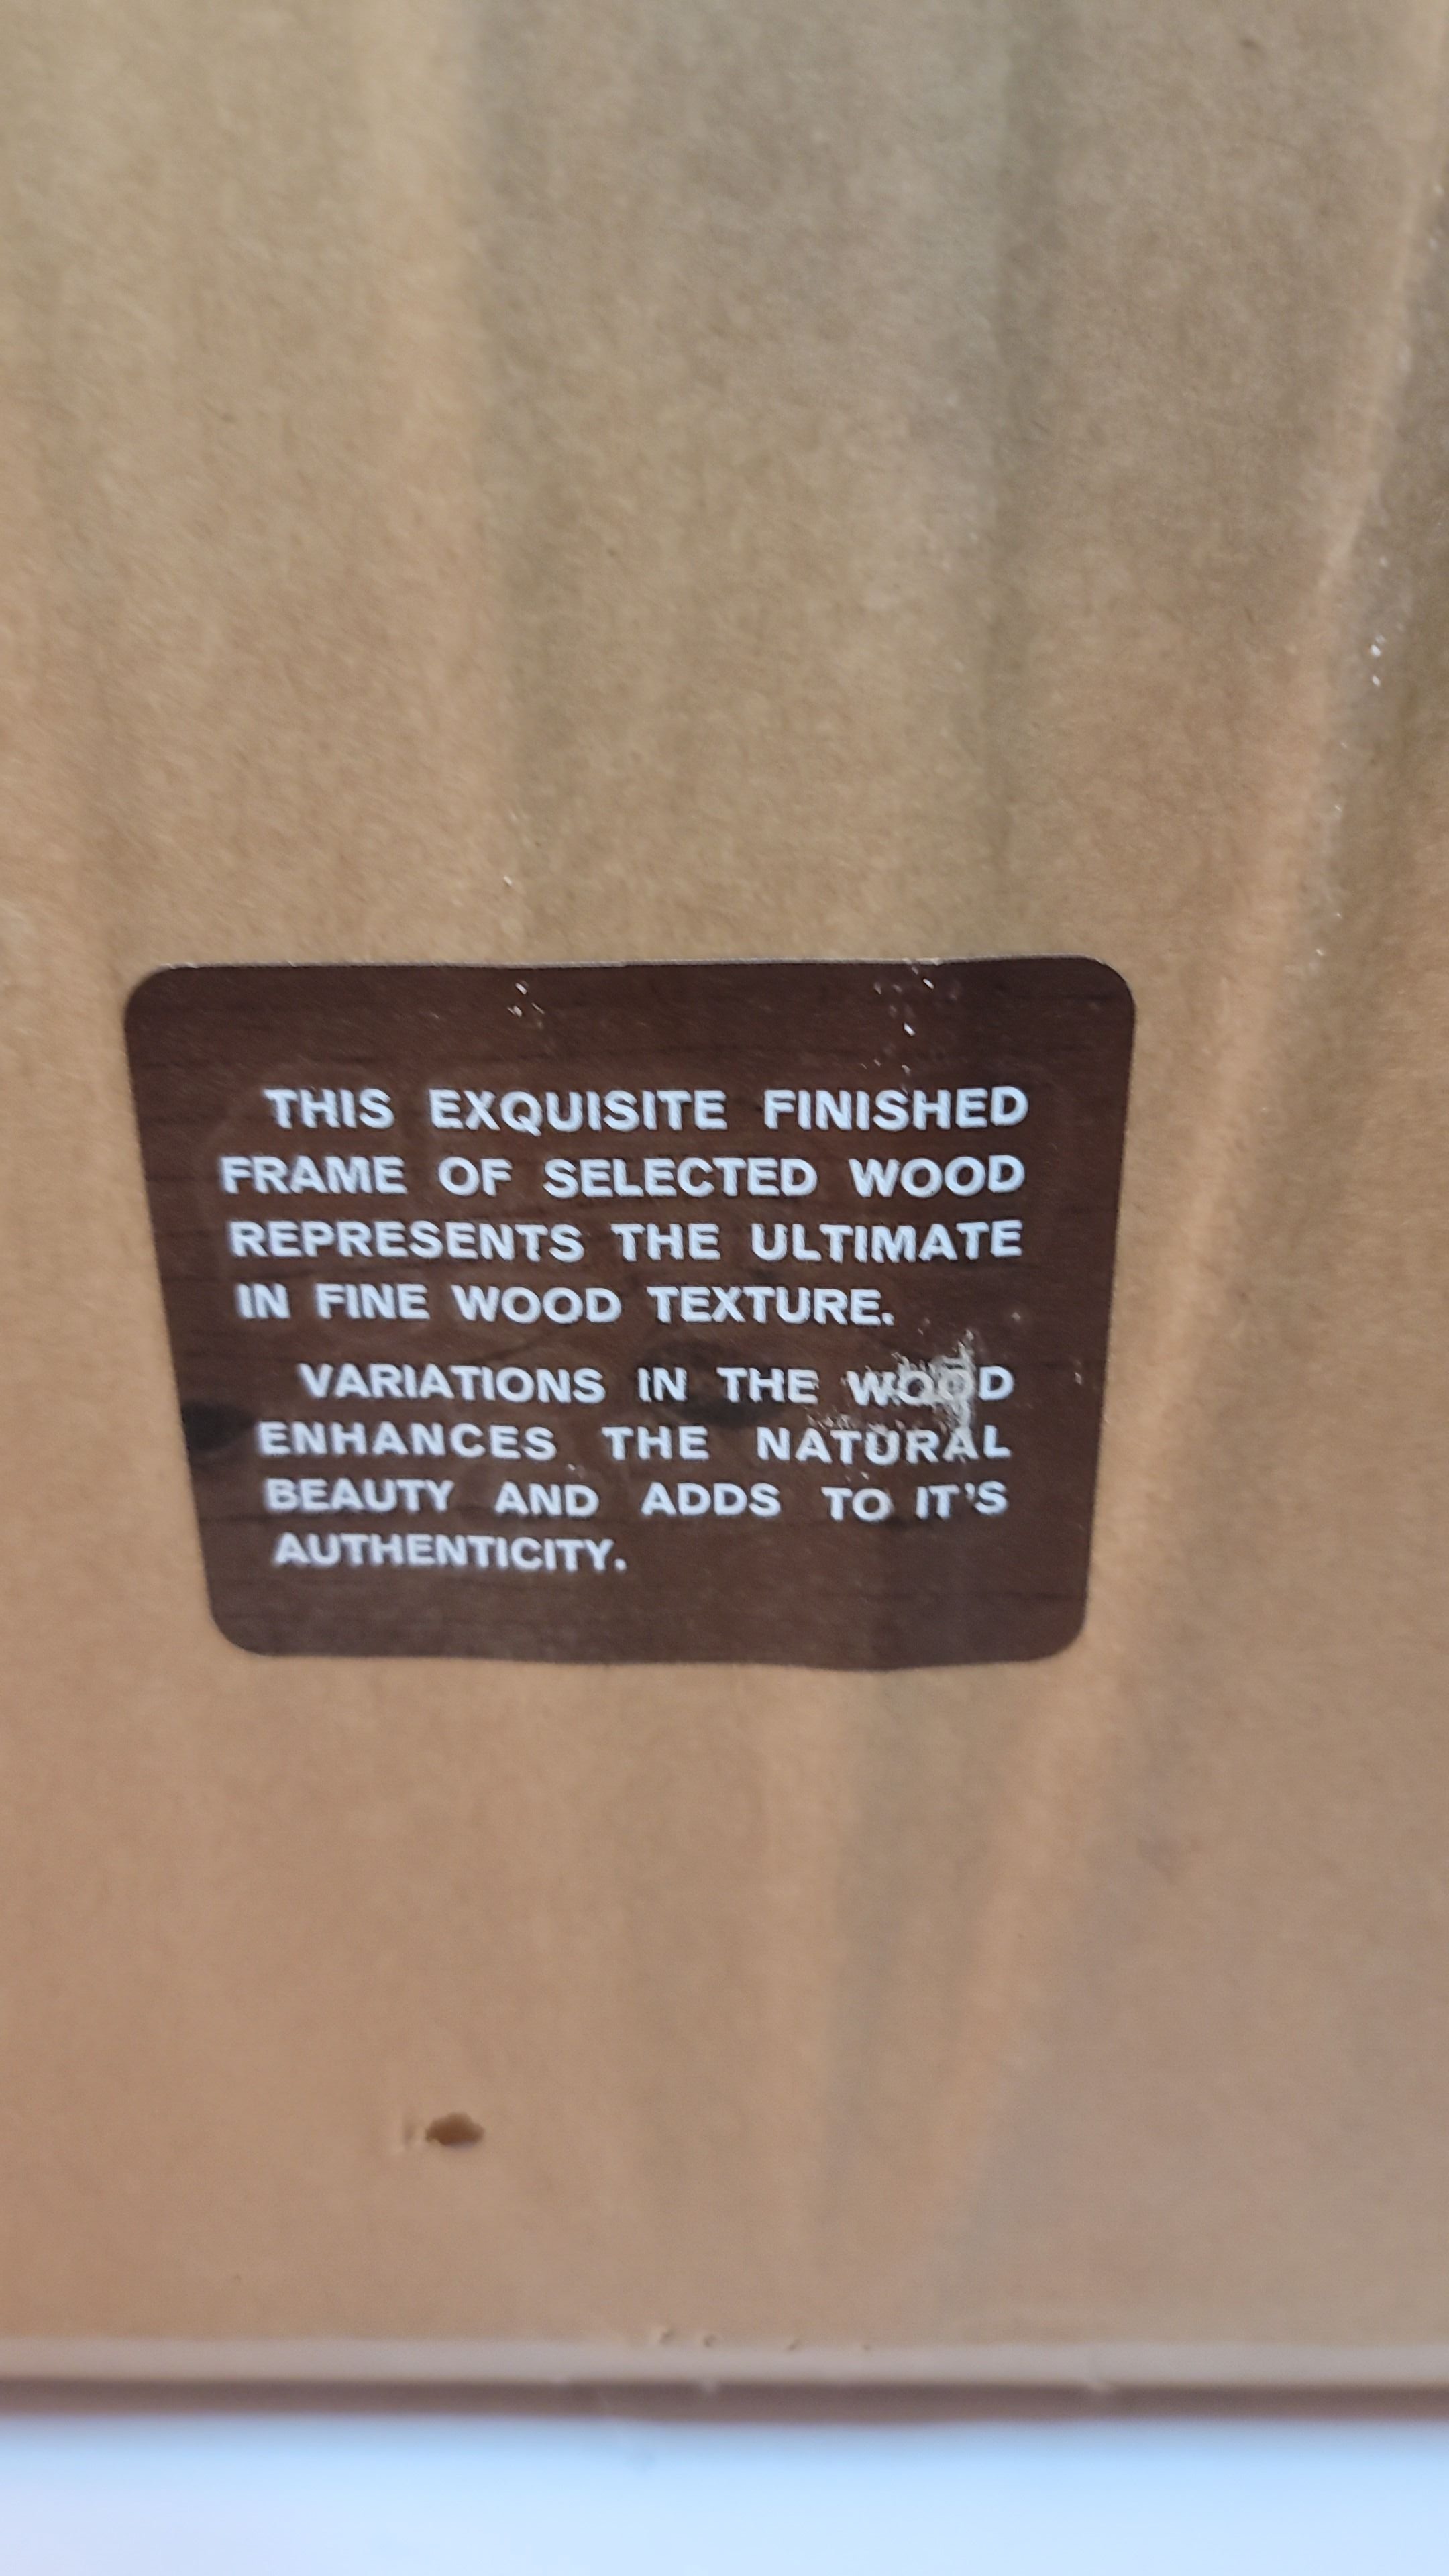 THIS EXQUISITE FINISHED
FRAME OF SELECTED WOOD
REPRESENTS THE ULTIMATE
IN FINE WOOD TEXTURE.
VARIATIONS IN THE WOOD
ENHANCES THE NATURAL
BEAUTY AND ADDS TO IT'S
AUTHENTICITY.